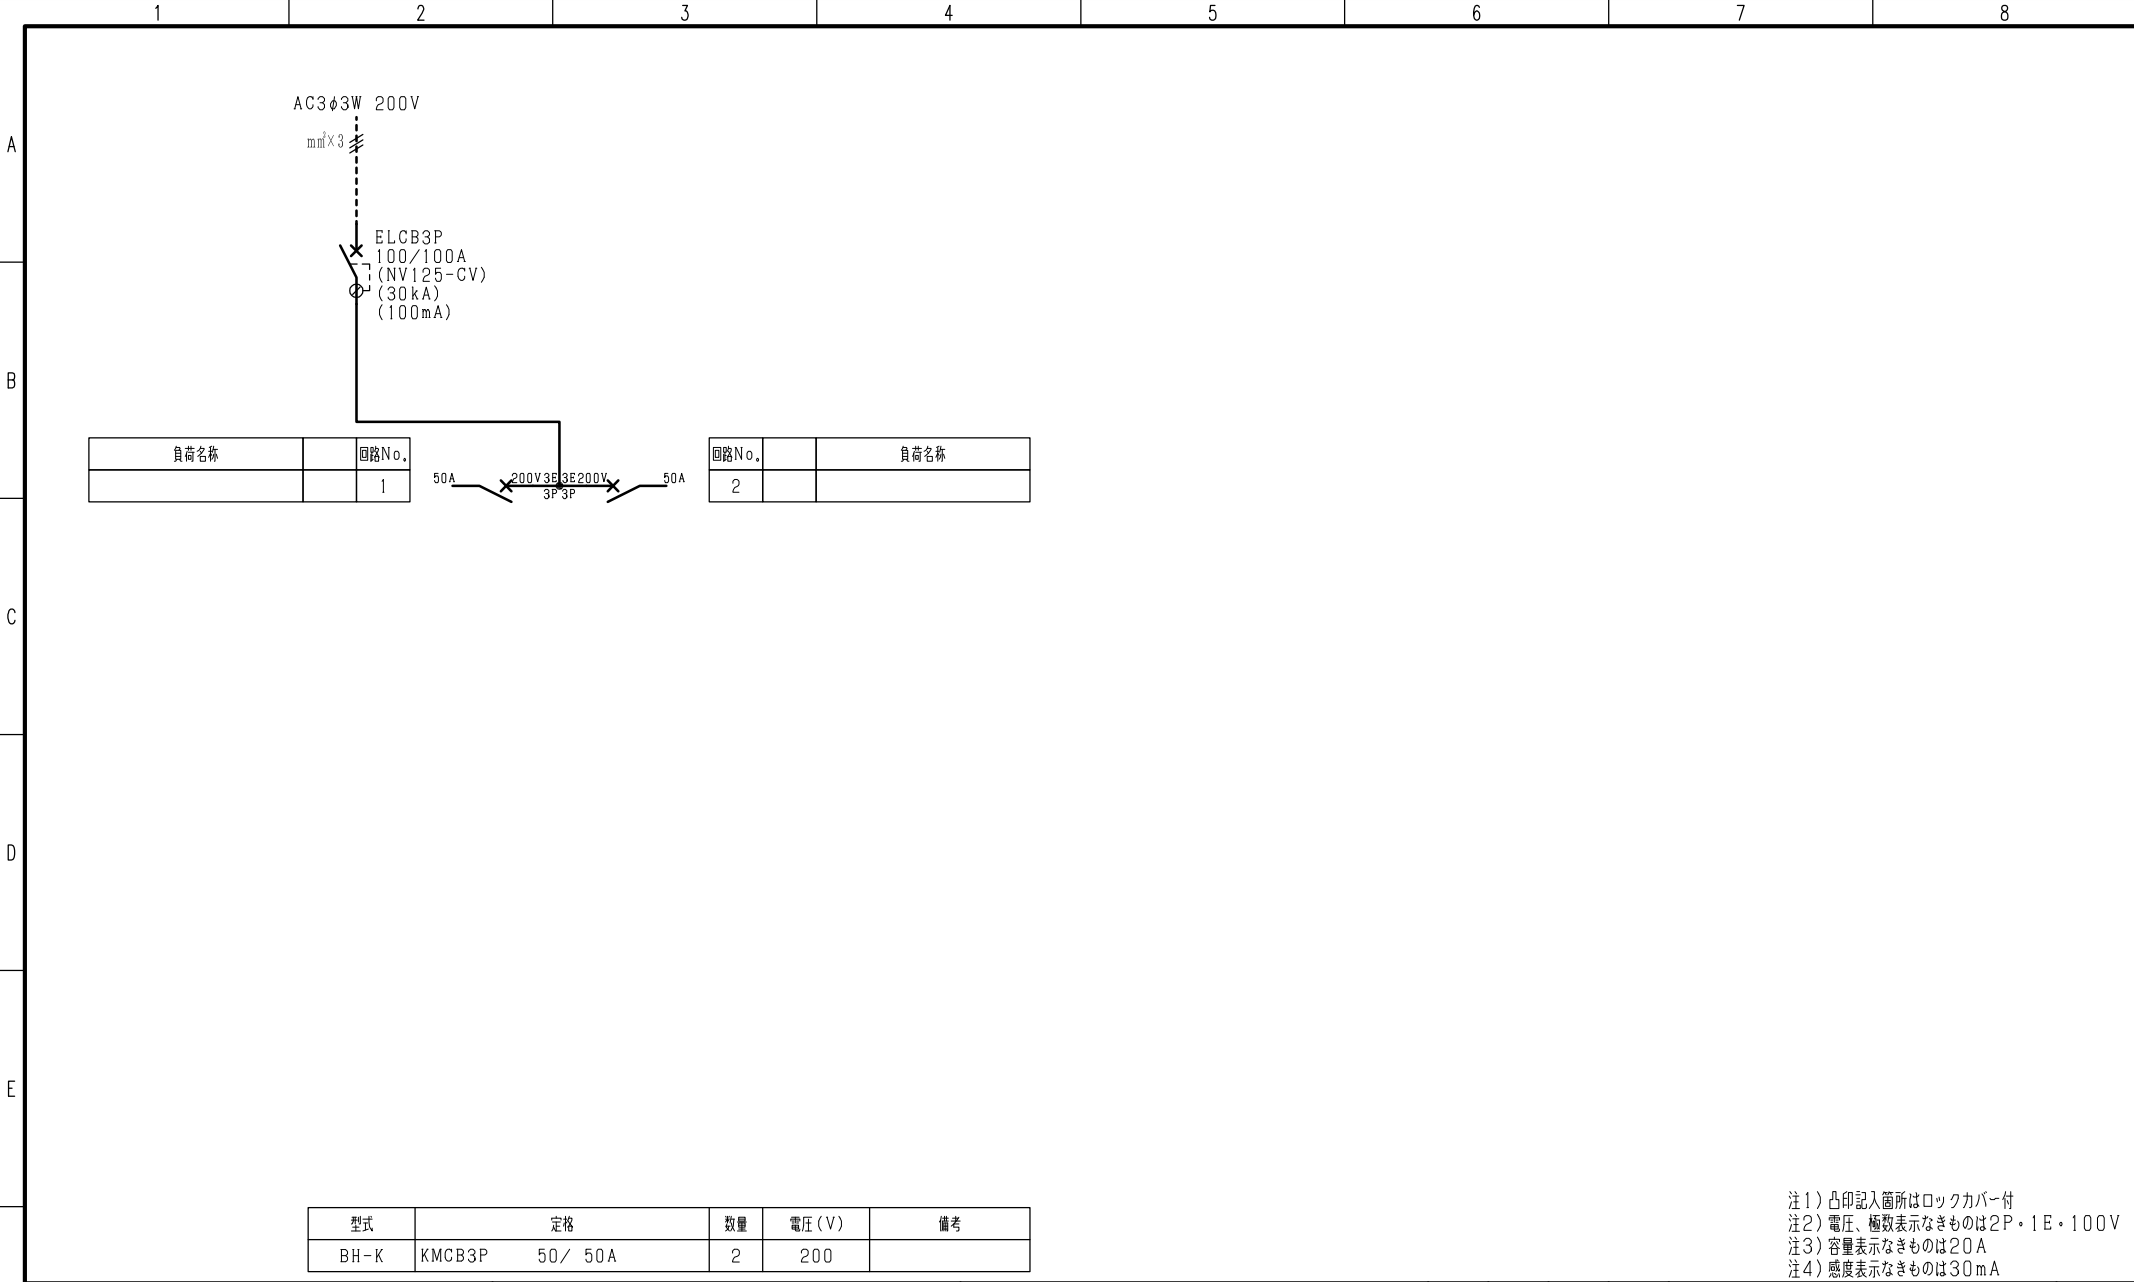 1 2 3 4 5 6 7 8
A
B
C
D
E
AC3φ3W 200V
mm²×3
ELCB3P
100/100A
(NV125-CV)
(30kA)
(100mA)
負荷名称 回路No.
1
50A 200V 3E 3E 200V 50A
3P 3P
回路No. 負荷名称
2
型式 定格 数量 電圧(V) 備考
BH-K KMCB3P 50/ 50A 2 200
注1)凸印記入箇所はロックカバー付
注2)電圧、極数表示なきものは2P・1E・100V
注3)容量表示なきものは20A
注4)感度表示なきものは30mA